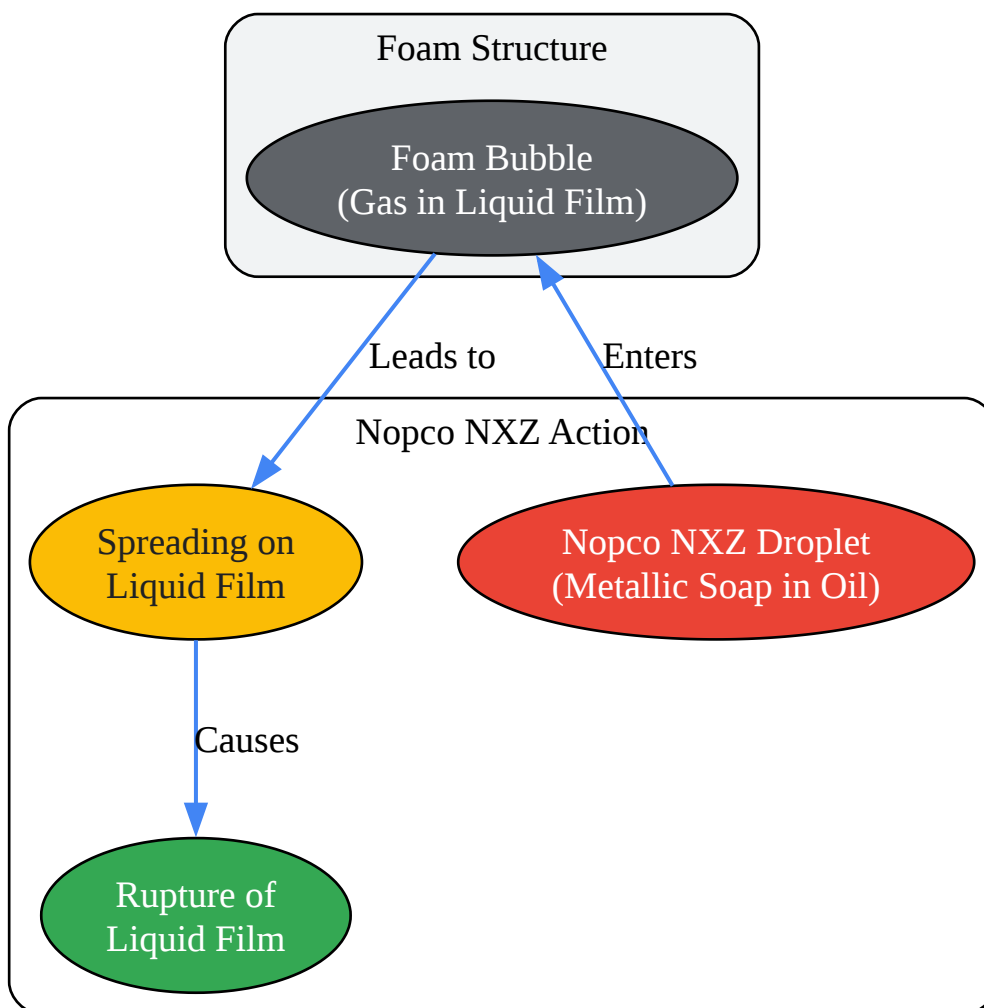 Foam Structure
Foam Bubble
(Gas in Liquid Film)
Leads to
Enters
Nopco NXZ Action
Spreading on
Liquid Film
Nopco NXZ Droplet
(Metallic Soap in Oil)
Causes
Rupture of
Liquid Film